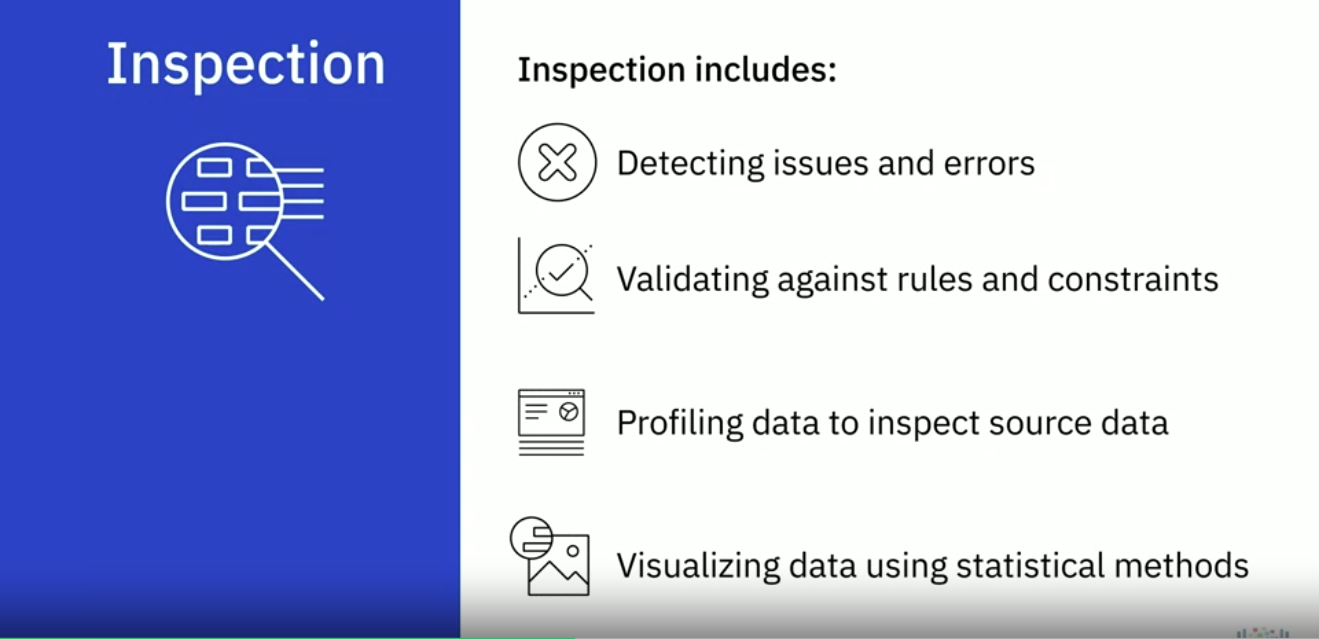 Inspection
Inspection includes:
Detecting issues and errors
Validating against rules and constraints
Profiling data to inspect source data
Visualizing data using statistical methods